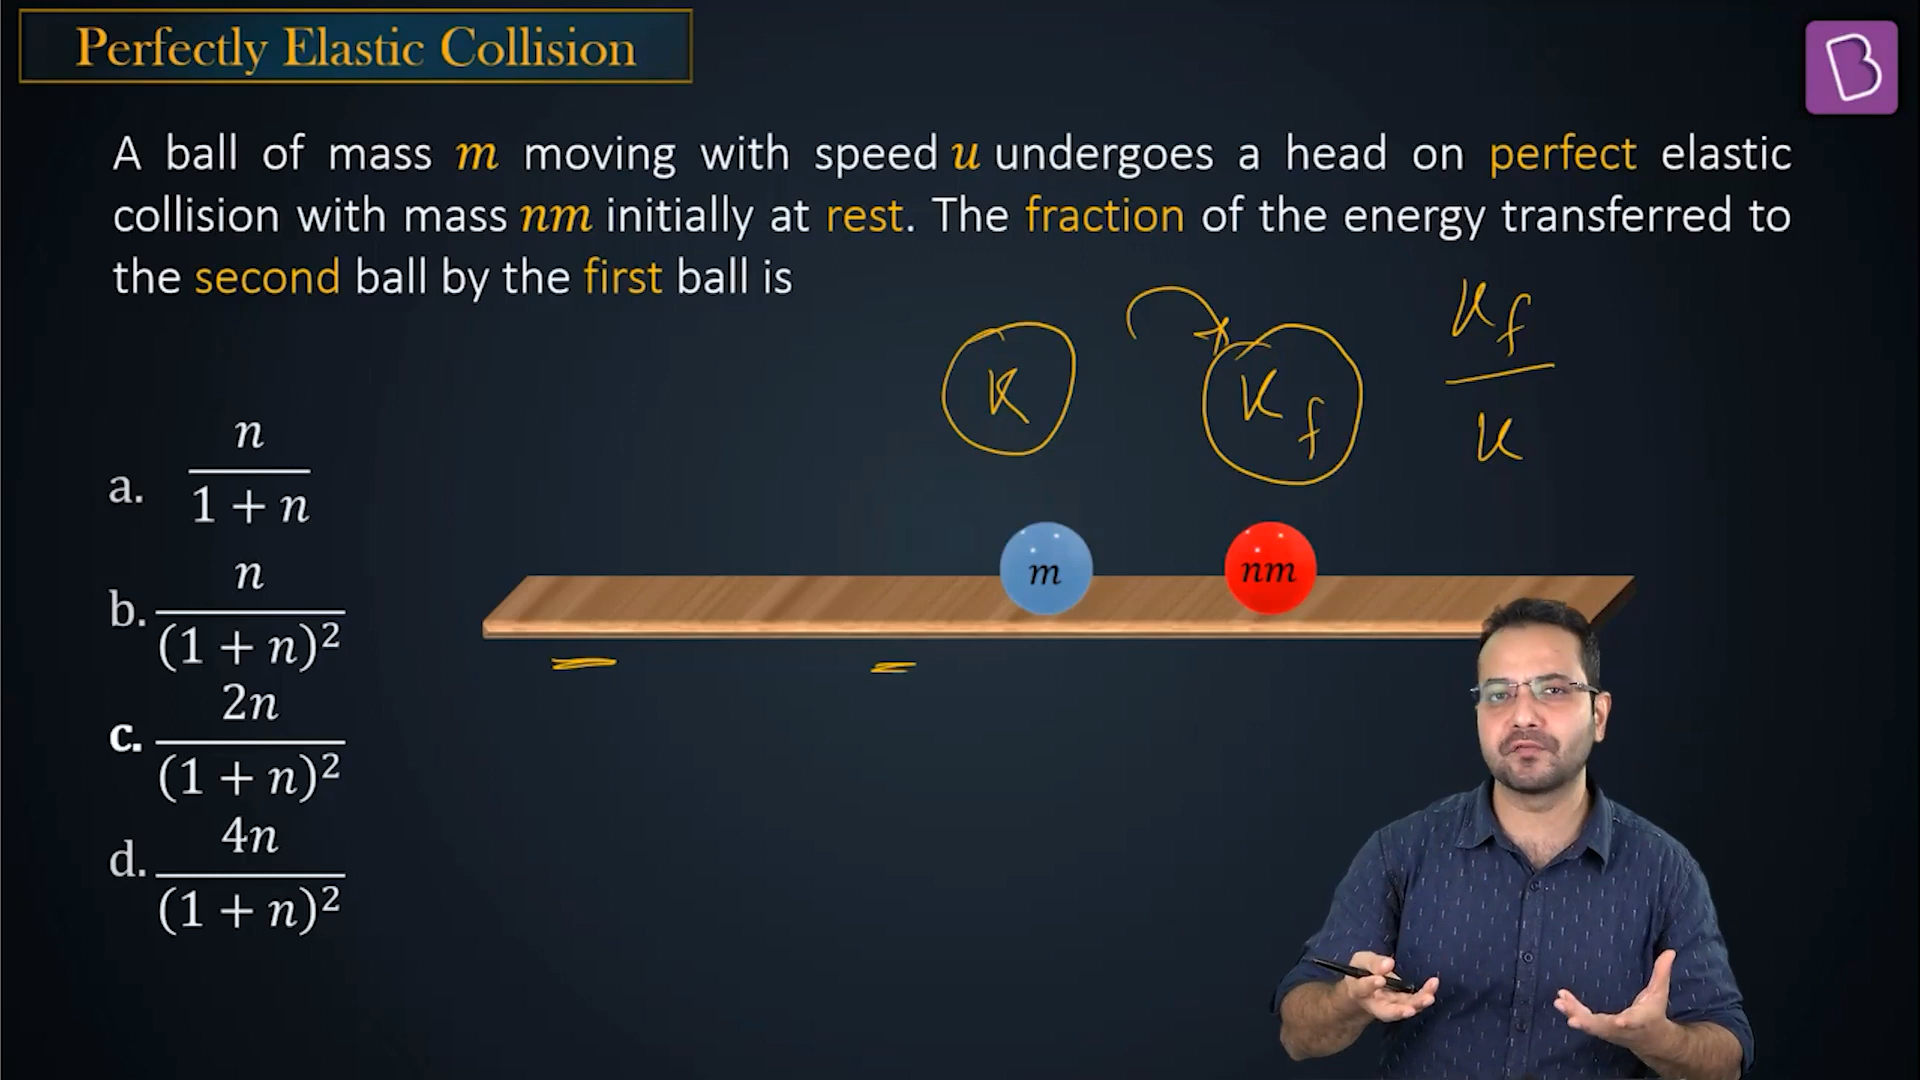 Perfectly Elastic Collision
B
A ball of mass m moving with speed u undergoes a head on perfect elastic
collision with mass nm initially at rest. The fraction of the energy transferred to
the second ball by the first ball is
K
K f
K f
K
a. n / 1 + n
b. n / (1 + n)²
c. 2n / (1 + n)²
d. 4n / (1 + n)²
m
nm